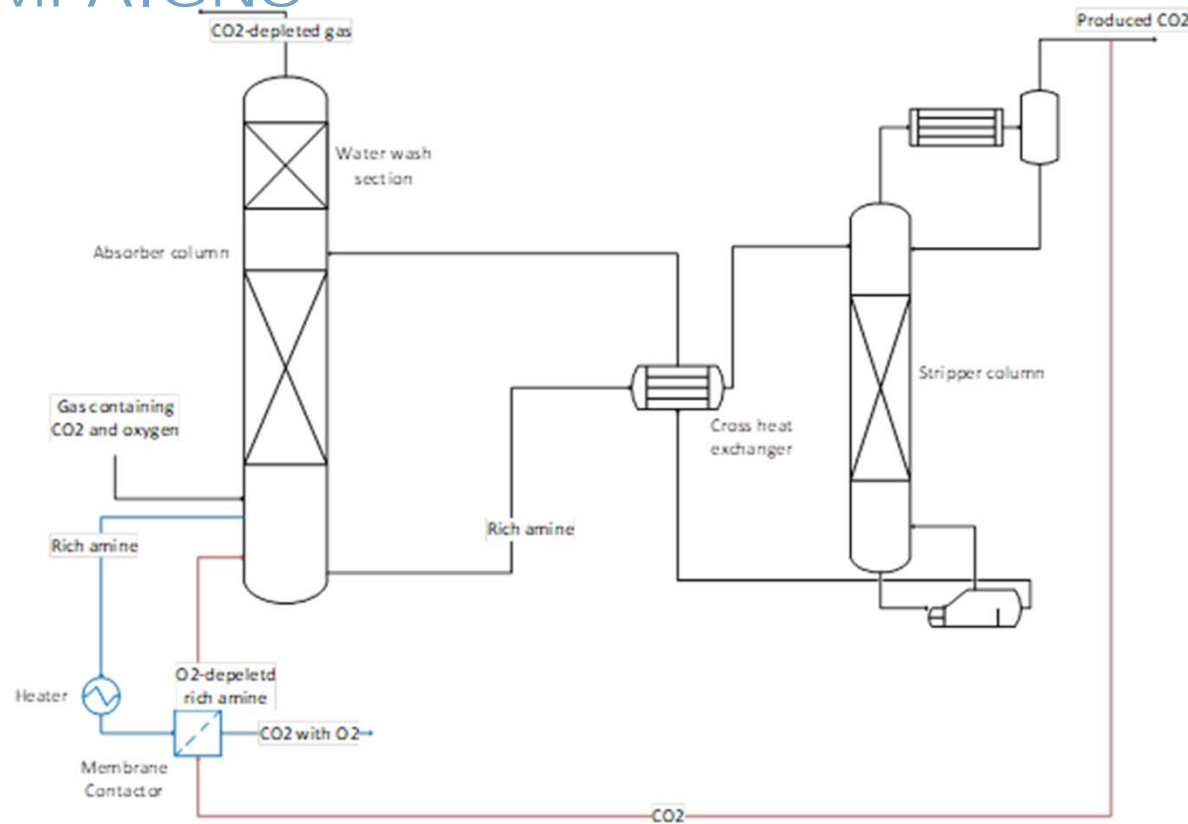 CO2-depleted gas
Produced CO2
Water wash
section
Absorber column
Stripper column
Gas containing
CO2 and oxygen
Cross heat
exchanger
Rich amine
Rich amine
O2-depeletd
rich amine
Heater
CO2 with O2
Membrane
Contactor
CO2